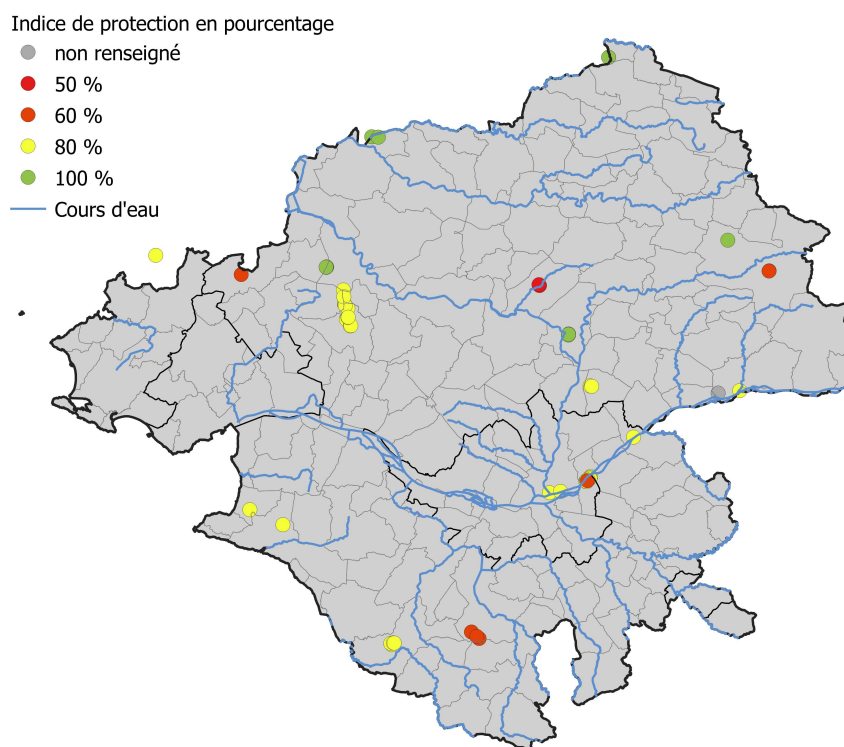 Indice de protection en pourcentage
non renseigné
50 %
60 %
80 %
100 %
Cours d'eau